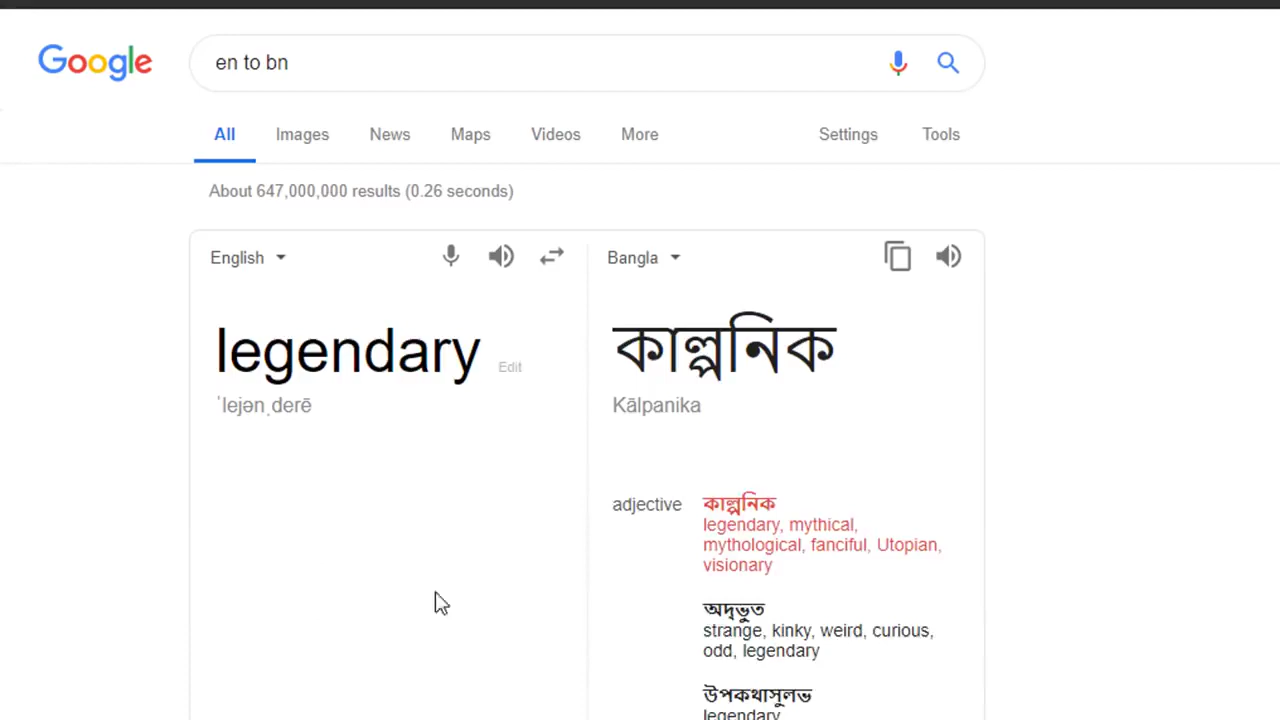 Google
en to bn
All Images News Maps Videos More Settings Tools
About 647,000,000 results (0.26 seconds)
English Bangla
legendary Edit কাল্পনিক
ˈlejənˌderē Kālpanika
adjective কাল্পনিক
legendary, mythical,
mythological, fanciful, Utopian,
visionary
অদ্ভুত
strange, kinky, weird, curious,
odd, legendary
উপকথাসুলভ
legendary